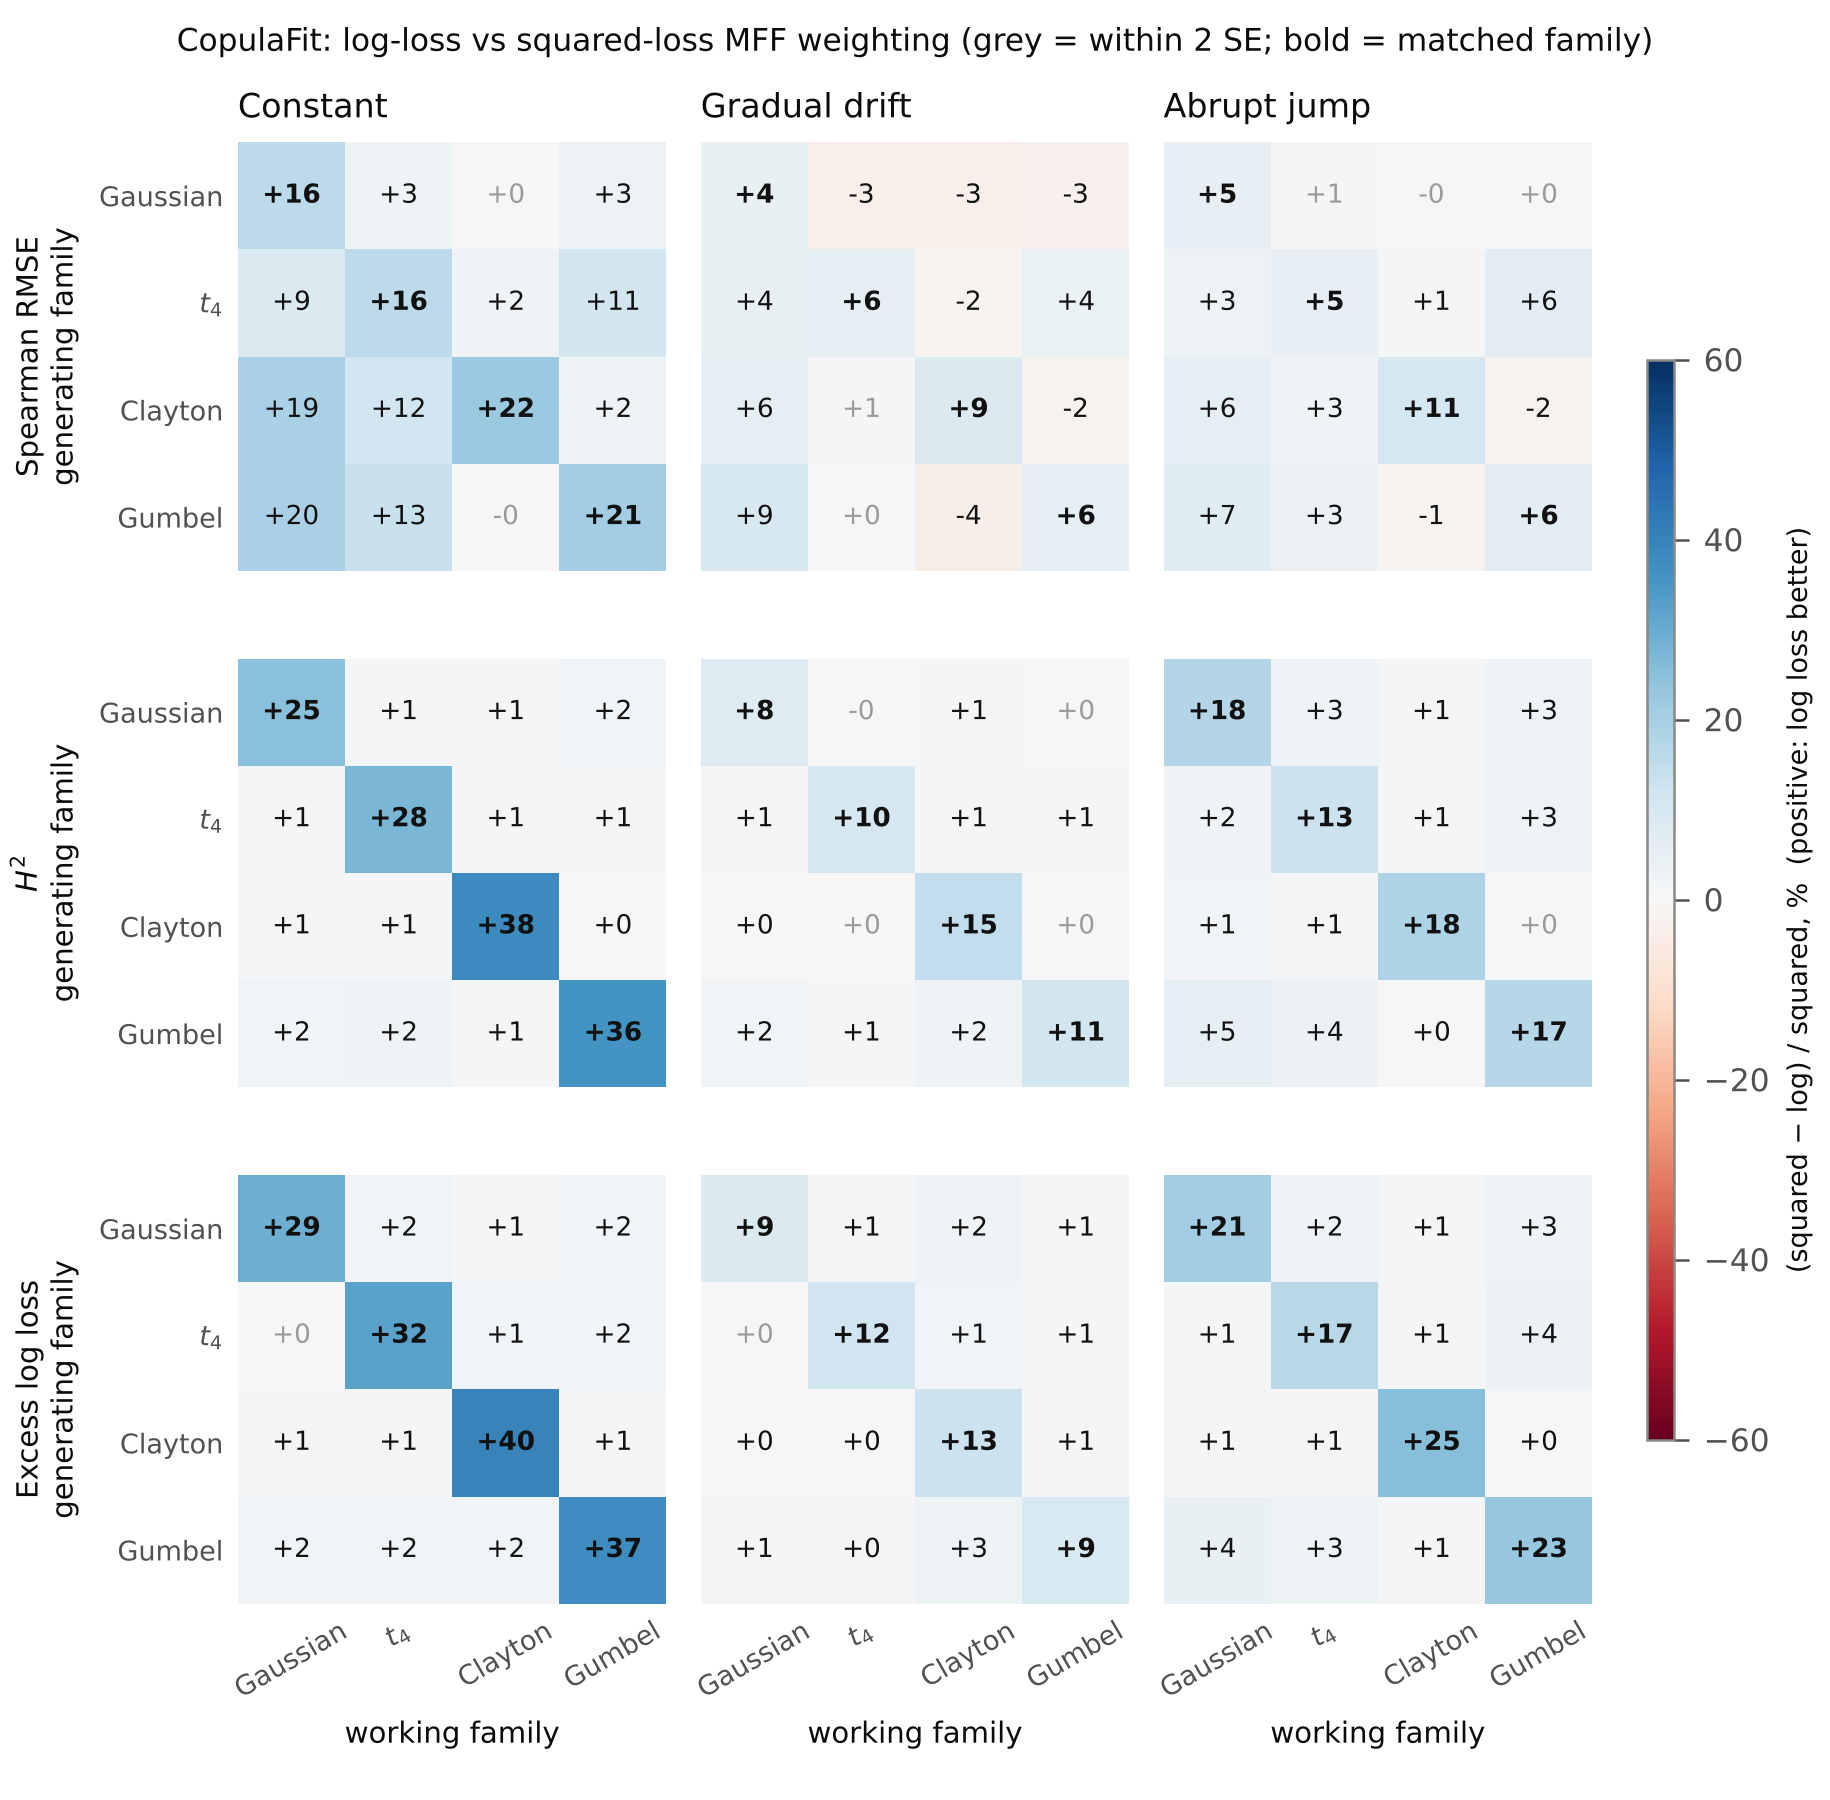 CopulaFit: log-loss vs squared-loss MFF weighting (grey = within 2 SE; bold = matched family)
Constant
Gradual drift
Abrupt jump
Spearman RMSE
generating family
Gaussian +16 +3 +0 +3 +4 -3 -3 -3 +5 +1 -0 +0
t₄ +9 +16 +2 +11 +4 +6 -2 +4 +3 +5 +1 +6
Clayton +19 +12 +22 +2 +6 +1 +9 -2 +6 +3 +11 -2
Gumbel +20 +13 -0 +21 +9 +0 -4 +6 +7 +3 -1 +6
H²
generating family
Gaussian +25 +1 +1 +2 +8 -0 +1 +0 +18 +3 +1 +3
t₄ +1 +28 +1 +1 +1 +10 +1 +1 +2 +13 +1 +3
Clayton +1 +1 +38 +0 +0 +0 +15 +0 +1 +1 +18 +0
Gumbel +2 +2 +1 +36 +2 +1 +2 +11 +5 +4 +0 +17
Excess log loss
generating family
Gaussian +29 +2 +1 +2 +9 +1 +2 +1 +21 +2 +1 +3
t₄ +0 +32 +1 +2 +0 +12 +1 +1 +1 +17 +1 +4
Clayton +1 +1 +40 +1 +0 +0 +13 +1 +1 +1 +25 +0
Gumbel +2 +2 +2 +37 +1 +0 +3 +9 +4 +3 +1 +23
Gaussian t₄ Clayton Gumbel Gaussian t₄ Clayton Gumbel Gaussian t₄ Clayton Gumbel
working family
working family
working family
60
40
20
0
−20
−40
−60
(squared − log) / squared, % (positive: log loss better)